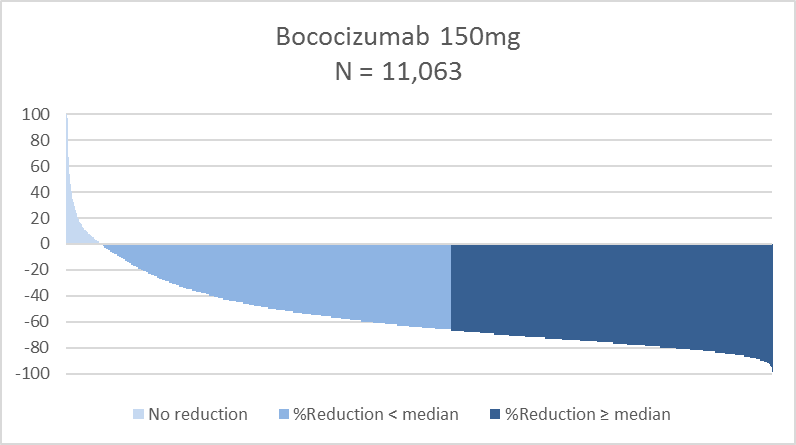 Bococizumab 150mg
N = 11,063
100
80
60
40
20
0
-20
-40
-60
-80
-100
No reduction
%Reduction < median
%Reduction ≥ median